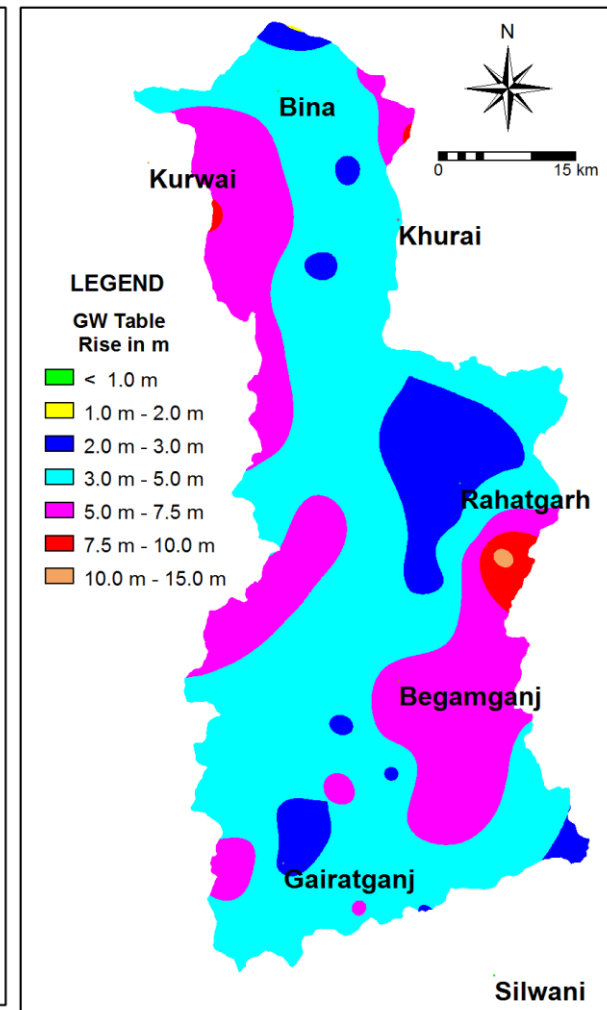 N
Bina
0 15 km
Kurwai
Khurai
LEGEND
GW Table
Rise in m
< 1.0 m
1.0 m - 2.0 m
2.0 m - 3.0 m
3.0 m - 5.0 m
5.0 m - 7.5 m
7.5 m - 10.0 m
10.0 m - 15.0 m
Rahatgarh
Begamganj
Gairatganj
Silwani